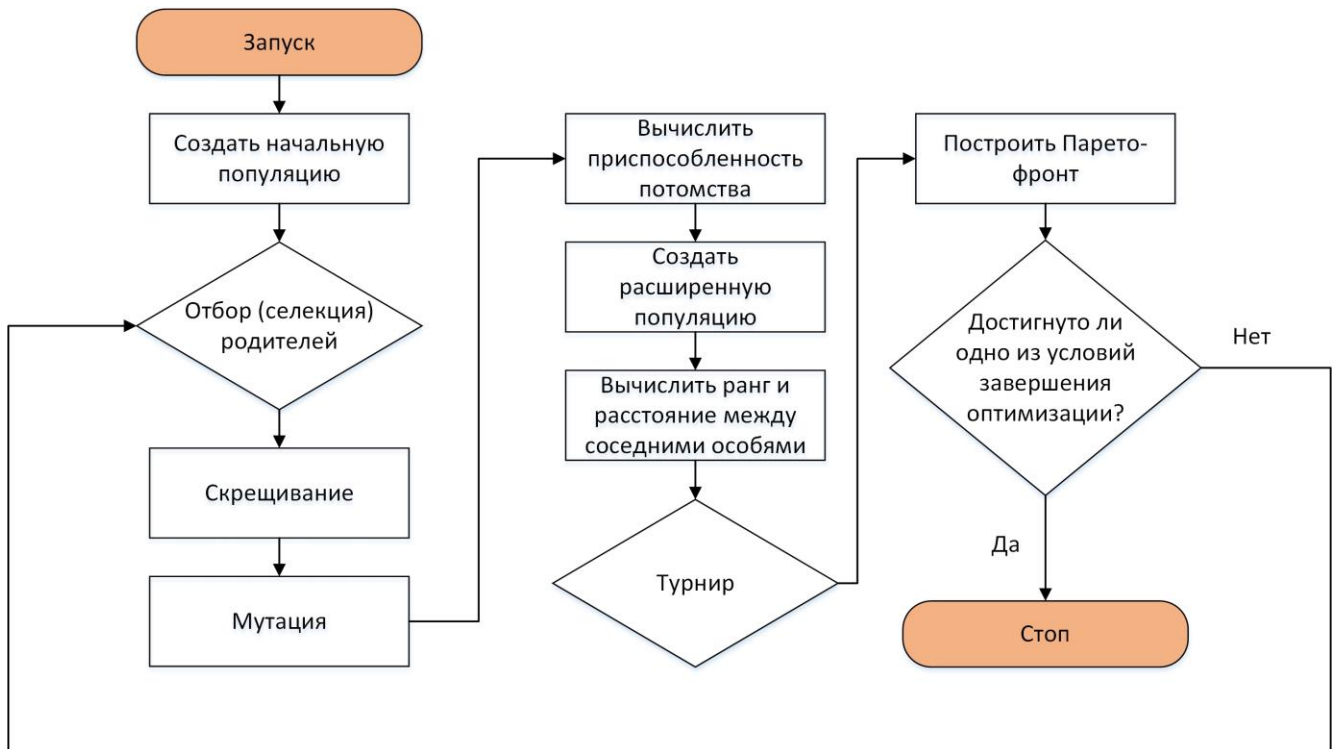 Запуск
Создать начальную
популяцию
Отбор (селекция)
родителей
Скрещивание
Мутация
Вычислить
приспособленность
потомства
Создать
расширенную
популяцию
Вычислить ранг и
расстояние между
соседними особями
Турнир
Построить Парето-
фронт
Достигнуто ли
одно из условий
завершения
оптимизации?
Нет
Да
Стоп